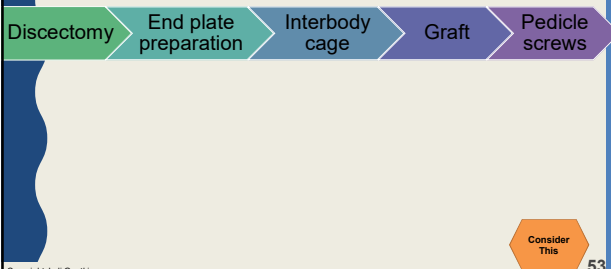 Discectomy
End plate
preparation
Interbody
cage
Graft
Pedicle
screws
Consider
This
53